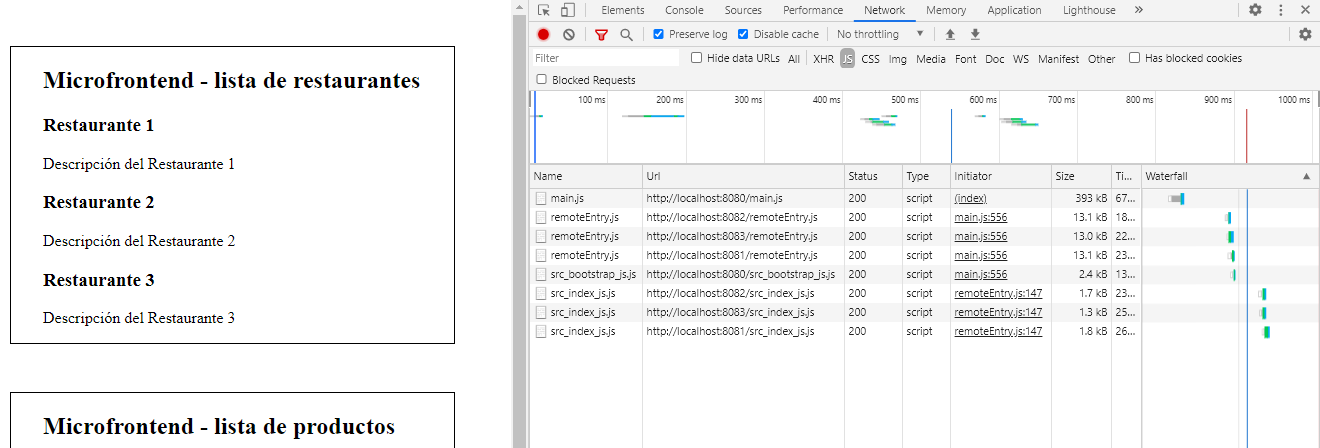 Microfrontend - lista de restaurantes
Restaurante 1
Descripción del Restaurante 1
Restaurante 2
Descripción del Restaurante 2
Restaurante 3
Descripción del Restaurante 3
Microfrontend - lista de productos
Elements Console Sources Performance Network Memory Application Lighthouse »
Preserve log Disable cache No throttling
Filter Hide data URLs All XHR JS CSS Img Media Font Doc WS Manifest Other Has blocked cookies
Blocked Requests
100 ms 200 ms 300 ms 400 ms 500 ms 600 ms 700 ms 800 ms 900 ms 1000 ms
Name Url Status Type Initiator Size Ti... Waterfall
main.js http://localhost:8080/main.js 200 script (index) 393 kB 67...
remoteEntry.js http://localhost:8082/remoteEntry.js 200 script main.js:556 13.1 kB 18...
remoteEntry.js http://localhost:8083/remoteEntry.js 200 script main.js:556 13.0 kB 22...
remoteEntry.js http://localhost:8081/remoteEntry.js 200 script main.js:556 13.1 kB 23...
src_bootstrap_js.js http://localhost:8080/src_bootstrap_js.js 200 script main.js:556 2.4 kB 13...
src_index_js.js http://localhost:8082/src_index_js.js 200 script remoteEntry.js:147 1.7 kB 23...
src_index_js.js http://localhost:8083/src_index_js.js 200 script remoteEntry.js:147 1.3 kB 25...
src_index_js.js http://localhost:8081/src_index_js.js 200 script remoteEntry.js:147 1.8 kB 26...